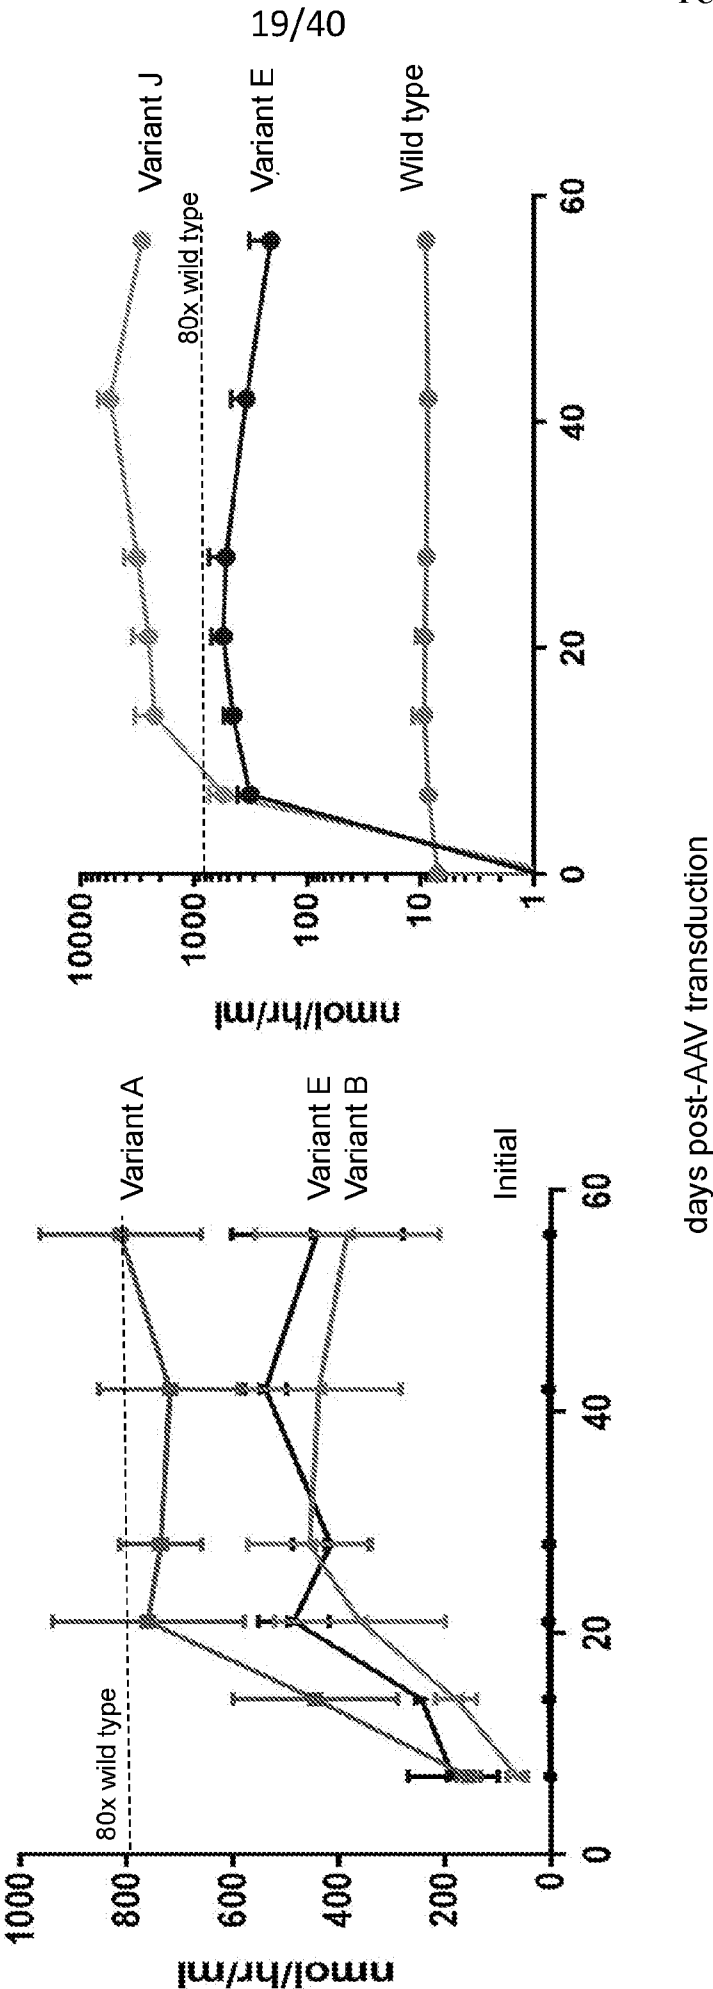 19/40
nmol/hr/ml
1000
800
600
400
200
0
0
20
40
60
80x wild type
Variant A
Variant E
Variant B
Initial
nmol/hr/ml
10000
1000
100
10
1
0
20
40
60
80x wild type
Variant J
Variant E
Wild type
days post-AAV transduction